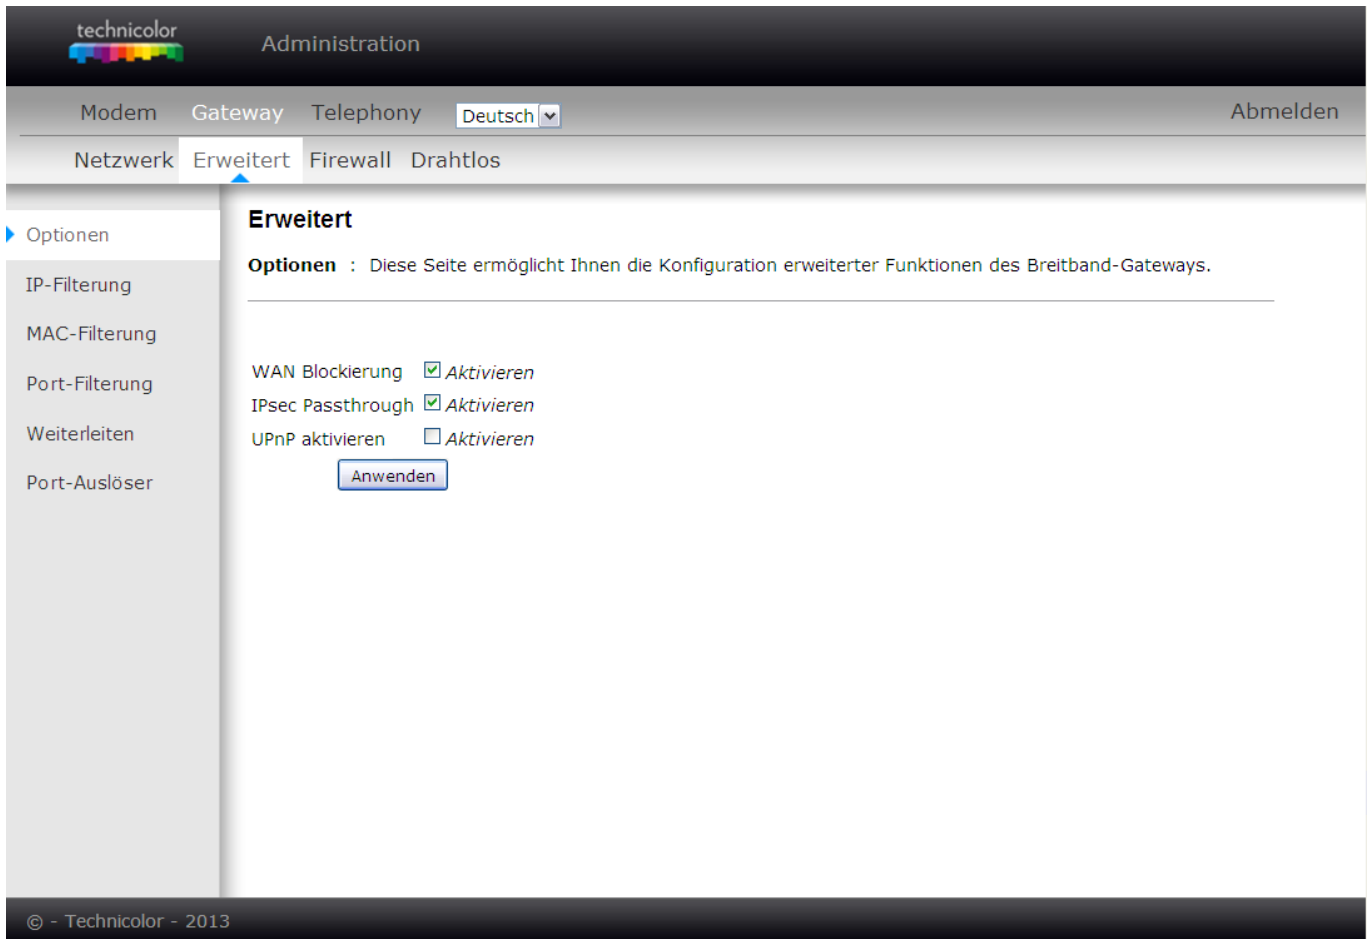 technicolor
Administration
Modem Gateway Telephony Deutsch Abmelden
Netzwerk Erweitert Firewall Drahtlos
Optionen
IP-Filterung
MAC-Filterung
Port-Filterung
Weiterleiten
Port-Auslöser
Erweitert
Optionen : Diese Seite ermöglicht Ihnen die Konfiguration erweiterter Funktionen des Breitband-Gateways.
WAN Blockierung Aktivieren
IPsec Passthrough Aktivieren
UPnP aktivieren Aktivieren
Anwenden
© - Technicolor - 2013